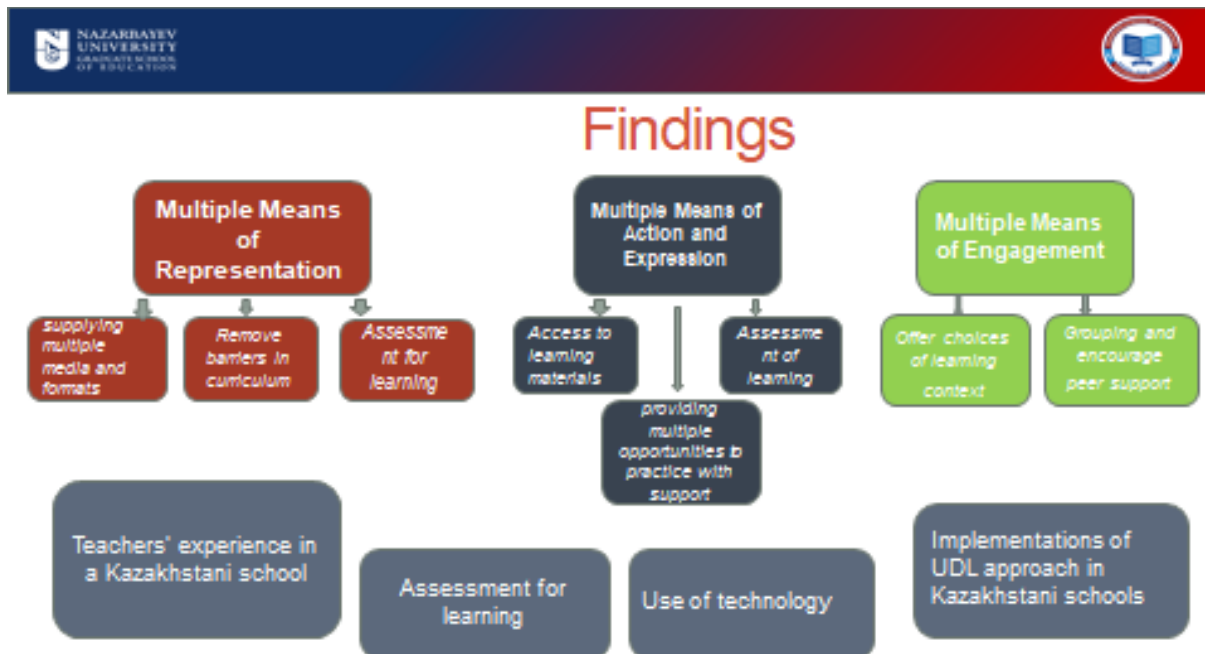 NAZARBAYEV
UNIVERSITY
GRADUATE SCHOOL
OF EDUCATION
Findings
Multiple Means
of
Representation
supplying
multiple
media and
formats
Remove
barriers in
curriculum
Assessme
nt for
learning
Multiple Means of
Action and
Expression
Access to
learning
materials
providing
multiple
opportunities to
practice with
support
Assessme
nt of
learning
Multiple Means
of Engagement
Offer choices
of learning
context
Grouping and
encourage
peer support
Teachers' experience in
a Kazakhstani school
Assessment for
learning
Use of technology
Implementations of
UDL approach in
Kazakhstani schools